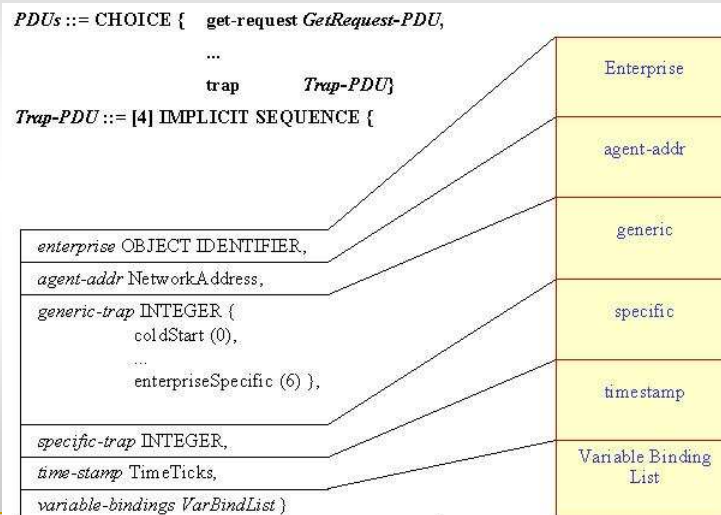 PDUs ::= CHOICE { get-request GetRequest-PDU,
...
trap Trap-PDU}
Trap-PDU ::= [4] IMPLICIT SEQUENCE {
enterprise OBJECT IDENTIFIER,
agent-addr NetworkAddress,
generic-trap INTEGER {
coldStart (0),
...
enterpriseSpecific (6) },
specific-trap INTEGER,
time-stamp TimeTicks,
variable-bindings VarBindList }
Enterprise
agent-addr
generic
specific
timestamp
Variable Binding
List